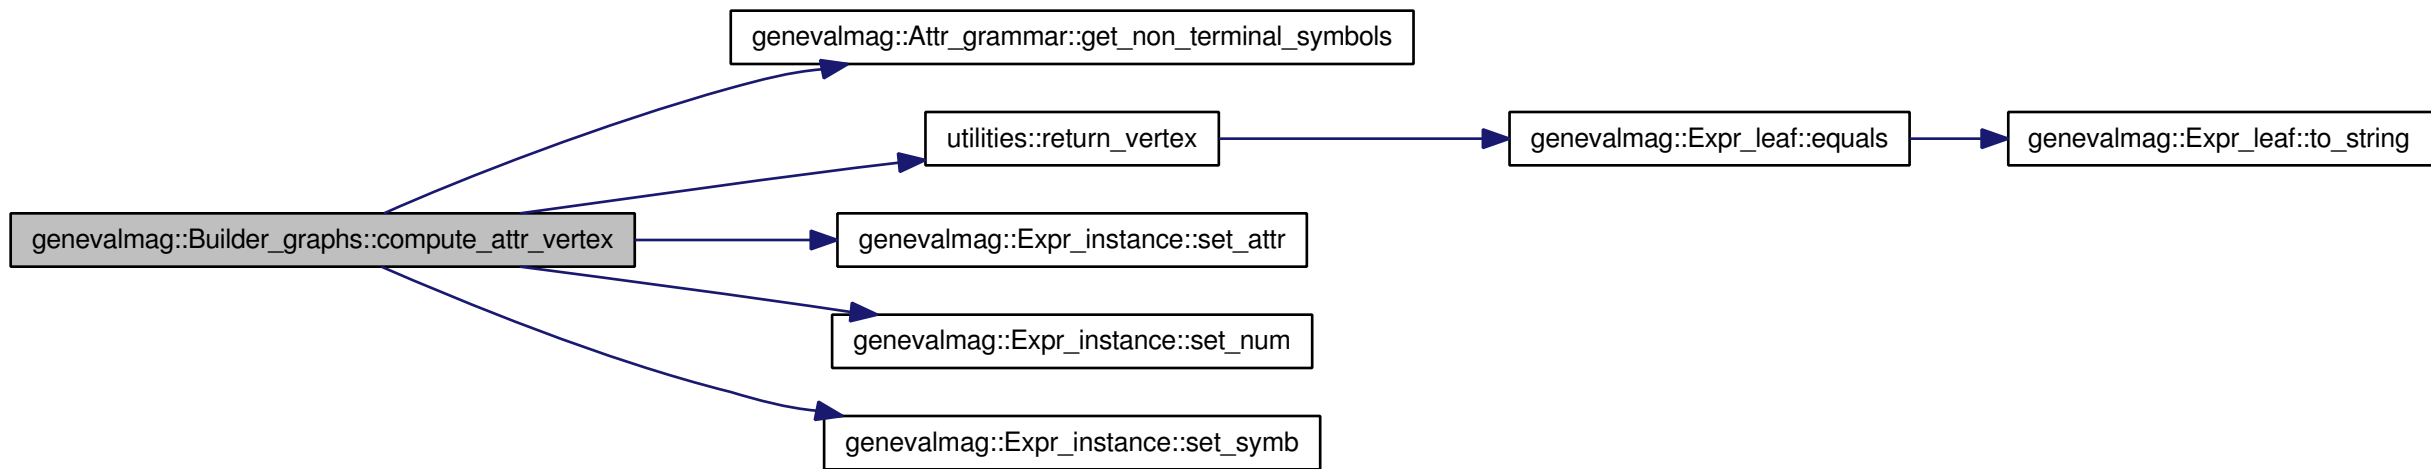 genevalmag::Attr_grammar::get_non_terminal_symbols
utilities::return_vertex
genevalmag::Expr_leaf::equals
genevalmag::Expr_leaf::to_string
genevalmag::Builder_graphs::compute_attr_vertex
genevalmag::Expr_instance::set_attr
genevalmag::Expr_instance::set_num
genevalmag::Expr_instance::set_symb